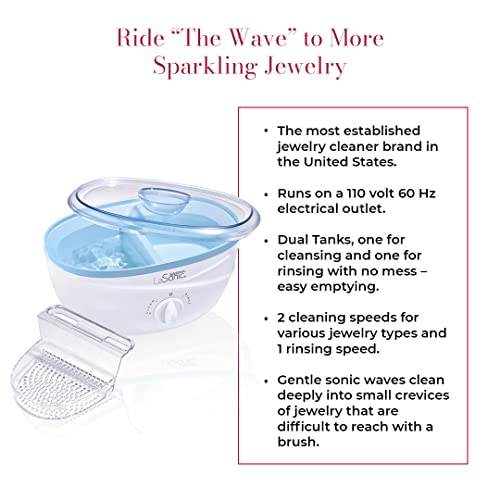 Ride “The Wave” to More
Sparkling Jewelry
• The most established
jewelry cleaner brand in
the United States.
• Runs on a 110 volt 60 Hz
electrical outlet.
• Dual Tanks, one for
cleansing and one for
rinsing with no mess –
easy emptying.
• 2 cleaning speeds for
various jewelry types and
1 rinsing speed.
• Gentle sonic waves clean
deeply into small crevices
of jewelry that are
difficult to reach with a
brush.
LaSonic